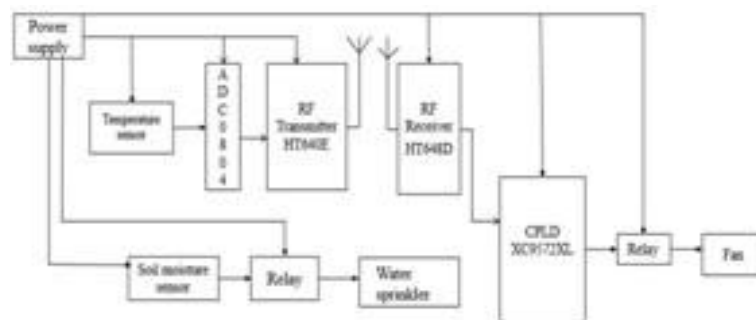 Power
supply
Temperature
sensor
A
D
C
0
8
0
4
RF
Transmitter
HT640E
RF
Receiver
HT648D
CPLD
XC9572XL
Relay
Fan
Soil moisture
sensor
Relay
Water
sprinkler